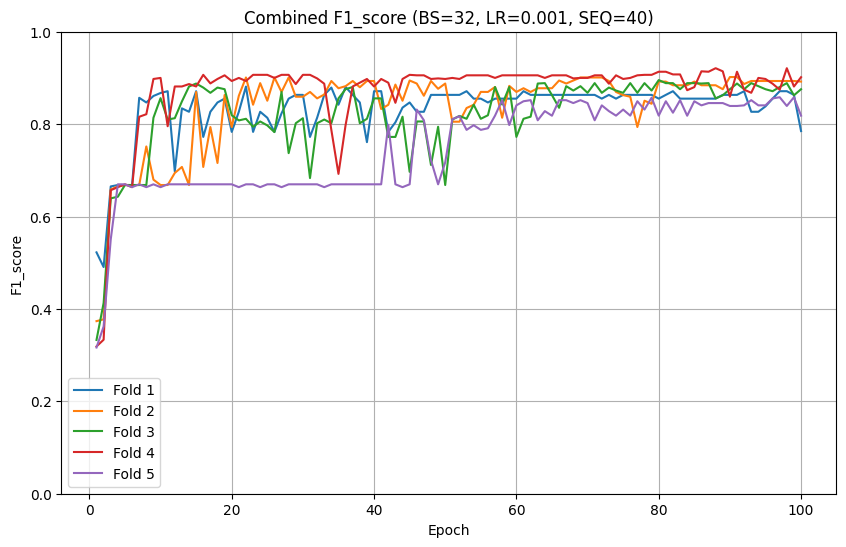 Combined F1_score (BS=32, LR=0.001, SEQ=40)
F1_score
1.0
0.8
0.6
0.4
0.2
0.0
Fold 1
Fold 2
Fold 3
Fold 4
Fold 5
0
20
40
60
80
100
Epoch